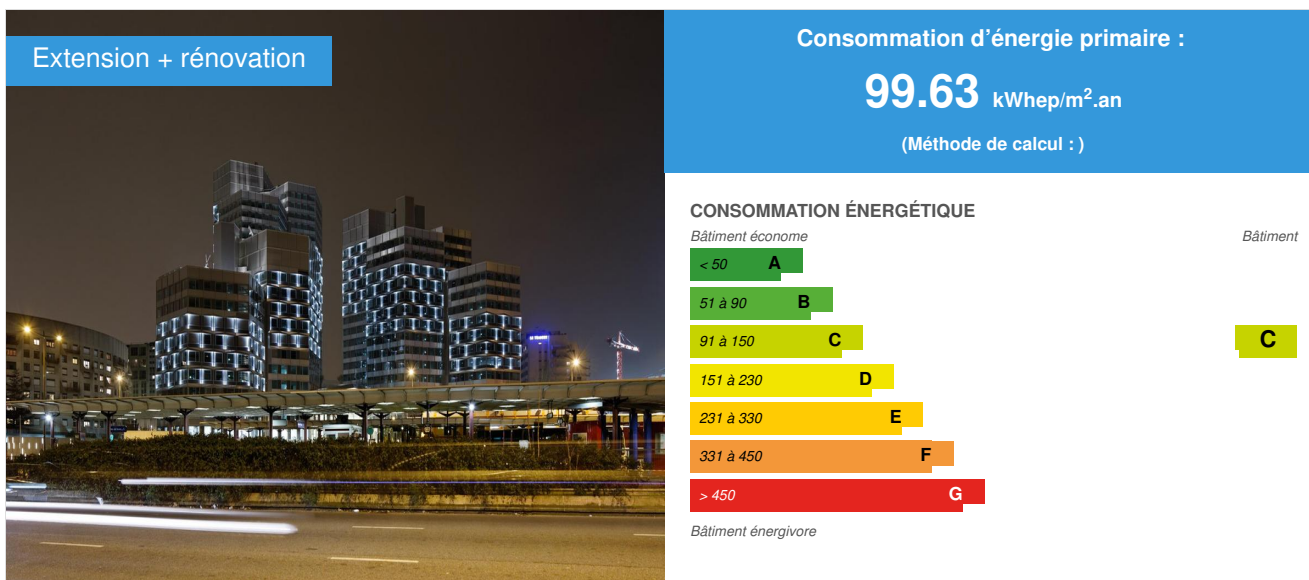 Extension + rénovation
Consommation d'énergie primaire :
99.63 kWhep/m².an
(Méthode de calcul : )
CONSOMMATION ÉNERGÉTIQUE
Bâtiment économe
Bâtiment
< 50 A
51 à 90 B
91 à 150 C
C
151 à 230 D
231 à 330 E
331 à 450 F
> 450 G
Bâtiment énergivore